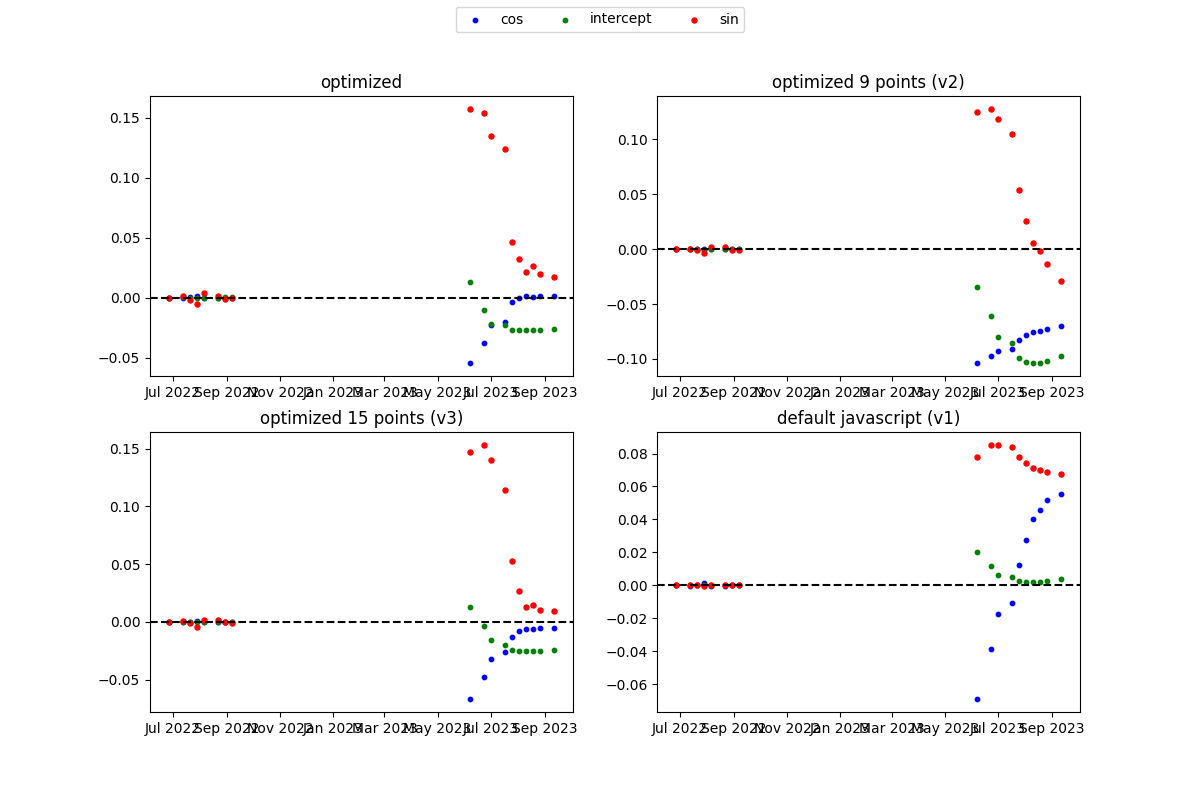 cos intercept sin
optimized
0.15
0.10
0.05
0.00
−0.05
Jul 2022 Sep 2022 Nov 2022 Jan 2023 Mar 2023 May 2023 Jul 2023 Sep 2023
optimized 9 points (v2)
0.10
0.05
0.00
−0.05
−0.10
Jul 2022 Sep 2022 Nov 2022 Jan 2023 Mar 2023 May 2023 Jul 2023 Sep 2023
optimized 15 points (v3)
0.15
0.10
0.05
0.00
−0.05
Jul 2022 Sep 2022 Nov 2022 Jan 2023 Mar 2023 May 2023 Jul 2023 Sep 2023
default javascript (v1)
0.08
0.06
0.04
0.02
0.00
−0.02
−0.04
−0.06
Jul 2022 Sep 2022 Nov 2022 Jan 2023 Mar 2023 May 2023 Jul 2023 Sep 2023